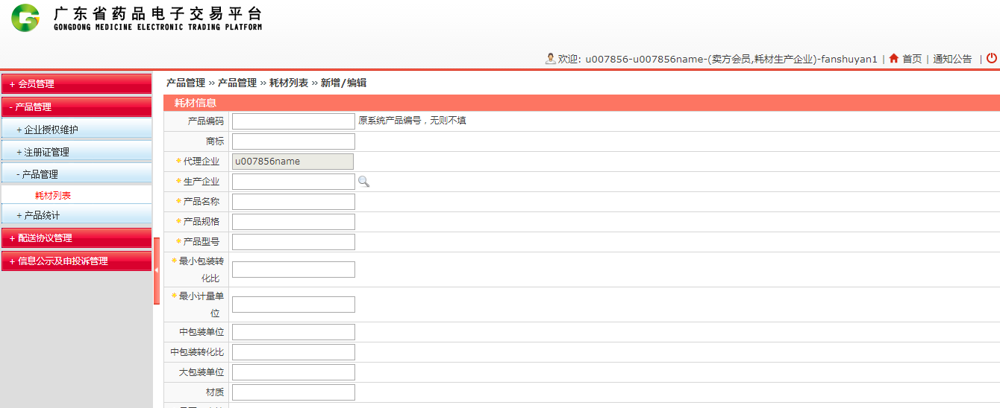 广东省药品电子交易平台
GONGDONG MEDICINE ELECTRONIC TRADING PLATFORM
欢迎: u007856-u007856name-(卖方会员,耗材生产企业)-fanshuyan1 | 首页 | 通知公告 |
+ 会员管理
- 产品管理
+ 企业授权维护
+ 注册证管理
- 产品管理
耗材列表
+ 产品统计
+ 配送协议管理
+ 信息公示及申投诉管理
产品管理 » 产品管理 » 耗材列表 » 新增/编辑
耗材信息
产品编码 原系统产品编号，无则不填
商标
代理企业 u007856name
生产企业
产品名称
产品规格
产品型号
最小包装转
化比
最小计量单
位
中包装单位
中包装转化比
大包装单位
材质